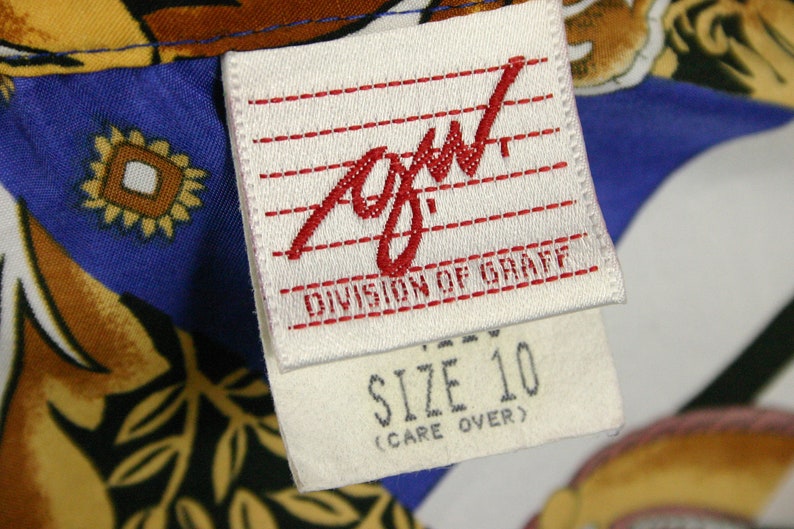 g.w.
DIVISION OF GRAFF
SIZE 10
(CARE OVER)